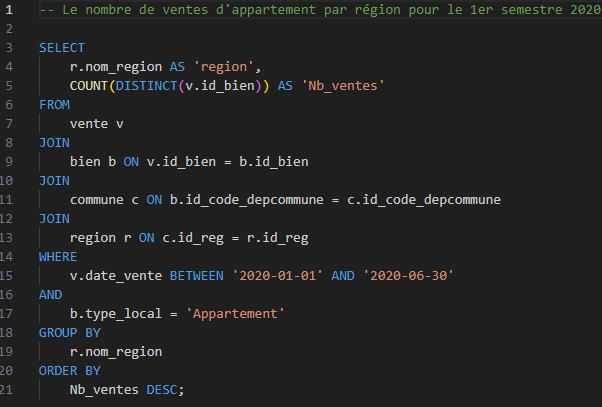 1 -- Le nombre de ventes d'appartement par région pour le 1er semestre 2020
2
3 SELECT
4     r.nom_region AS 'region',
5     COUNT(DISTINCT(v.id_bien)) AS 'Nb_ventes'
6 FROM
7     vente v
8 JOIN
9     bien b ON v.id_bien = b.id_bien
10 JOIN
11     commune c ON b.id_code_depcommune = c.id_code_depcommune
12 JOIN
13     region r ON c.id_reg = r.id_reg
14 WHERE
15     v.date_vente BETWEEN '2020-01-01' AND '2020-06-30'
16 AND
17     b.type_local = 'Appartement'
18 GROUP BY
19     r.nom_region
20 ORDER BY
21     Nb_ventes DESC;